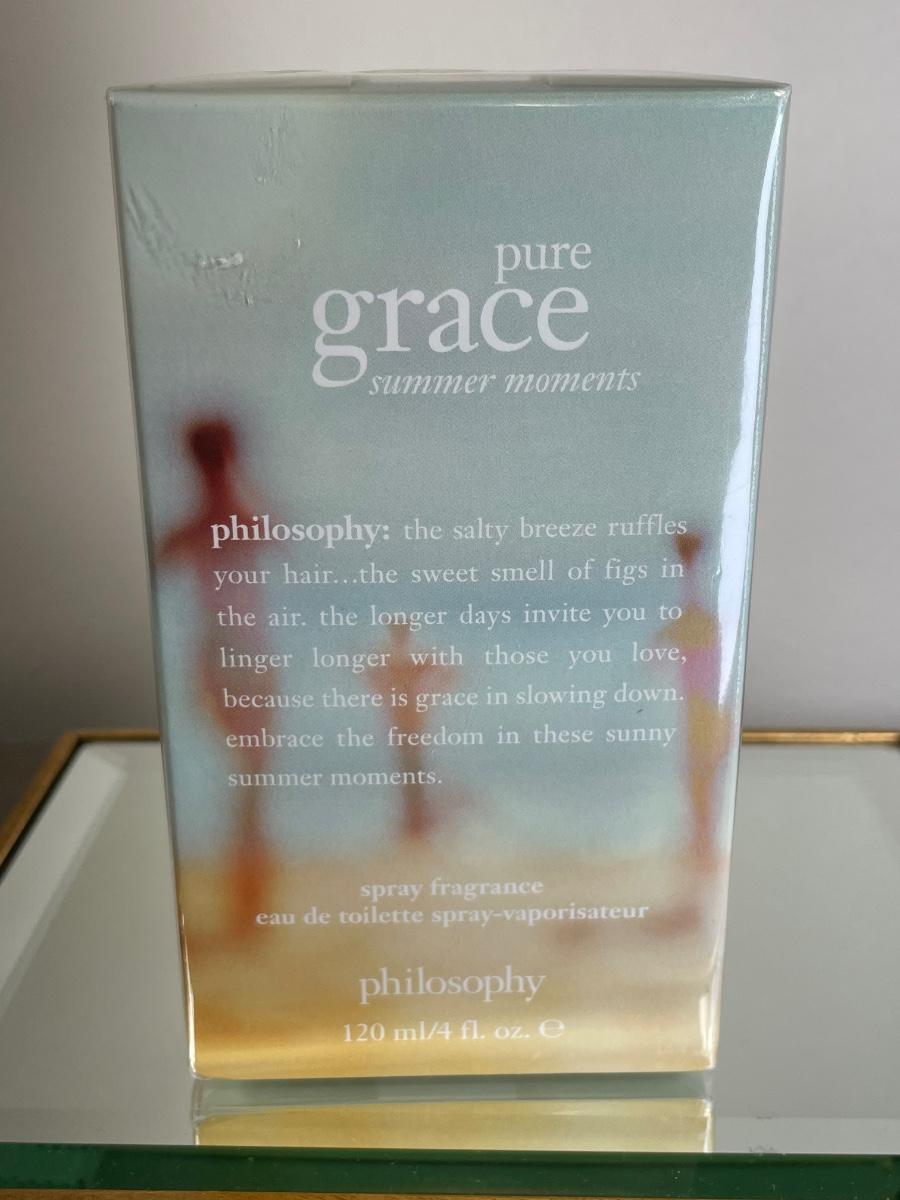 pure
grace
summer moments
philosophy: the salty breeze ruffles
your hair...the sweet smell of figs in
the air. the longer days invite you to
linger longer with those you love,
because there is grace in slowing down.
embrace the freedom in these sunny
summer moments.
spray fragrance
eau de toilette spray-vaporisateur
philosophy
120 ml/4 fl. oz. ℮